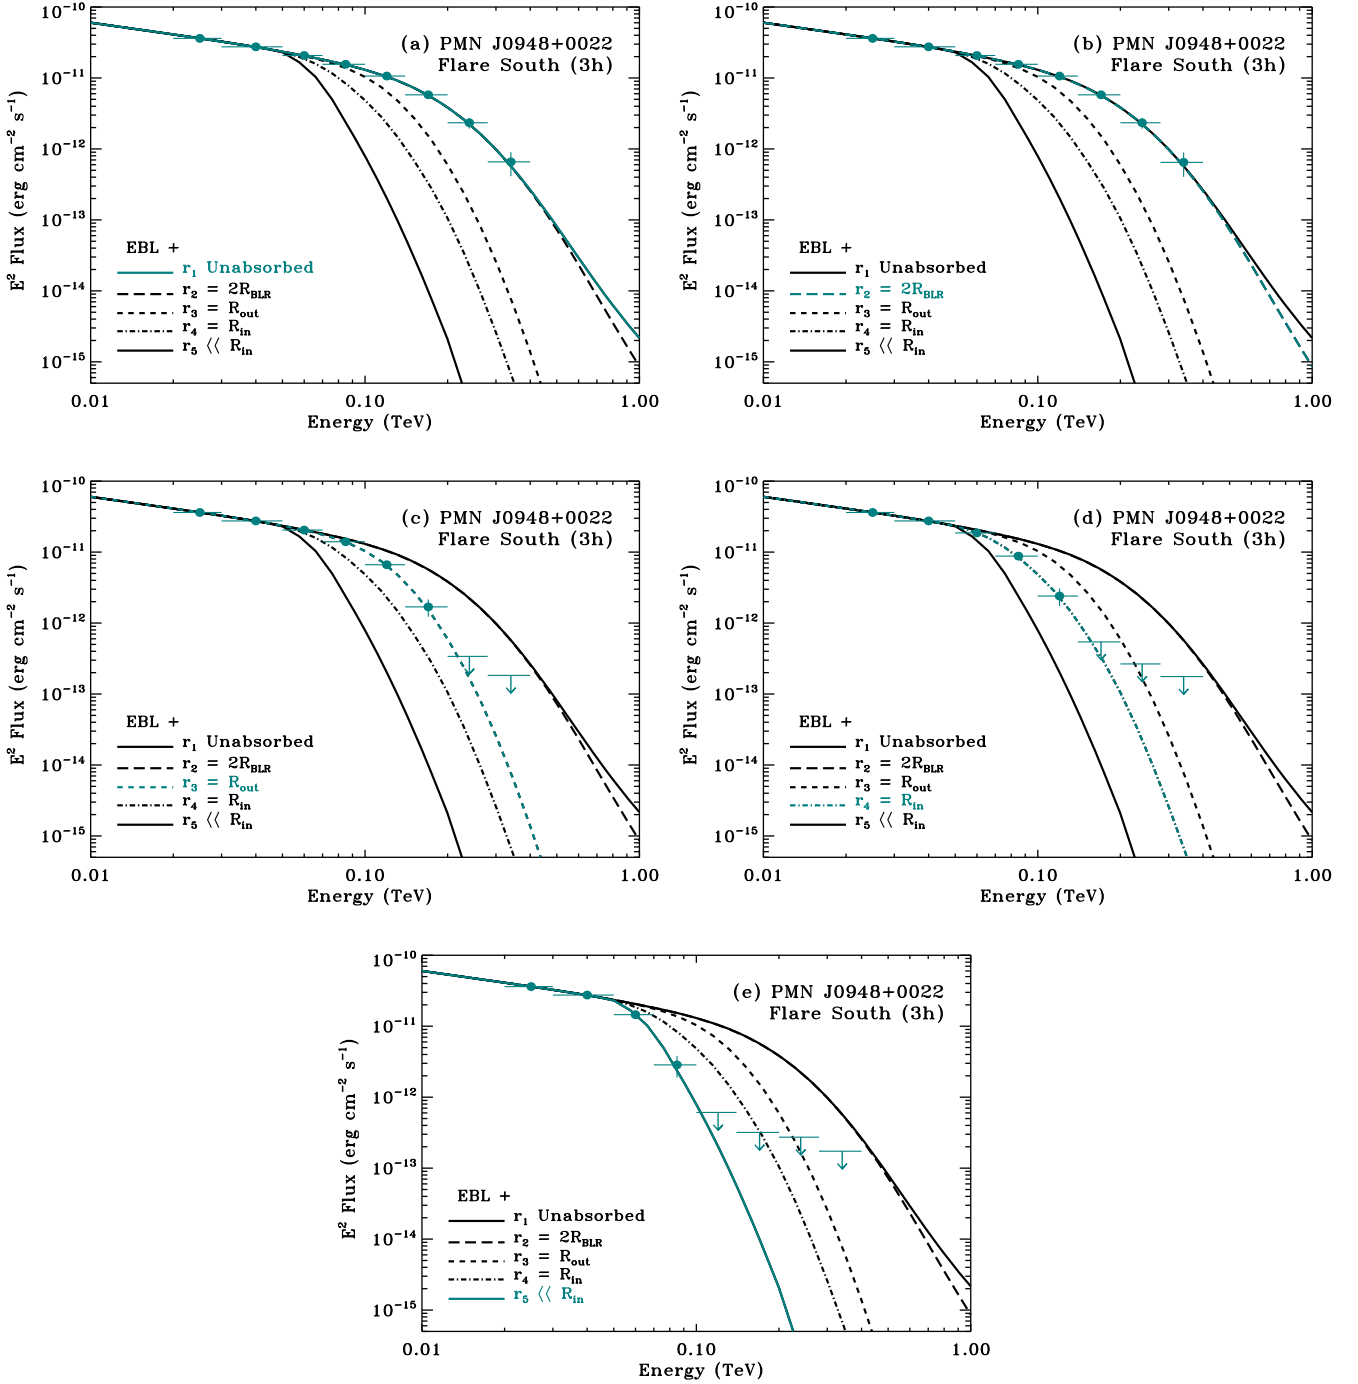 (a) PMN J0948+0022
Flare South (3h)
E² Flux (erg cm⁻² s⁻¹)
10⁻¹⁰
10⁻¹¹
10⁻¹²
10⁻¹³
10⁻¹⁴
10⁻¹⁵
EBL +
r₁ Unabsorbed
r₂ = 2R_BLR
r₃ = R_out
r₄ = R_in
r₅ ⟨⟨ R_in
0.01 0.10 1.00
Energy (TeV)
(b) PMN J0948+0022
Flare South (3h)
E² Flux (erg cm⁻² s⁻¹)
10⁻¹⁰
10⁻¹¹
10⁻¹²
10⁻¹³
10⁻¹⁴
10⁻¹⁵
EBL +
r₁ Unabsorbed
r₂ = 2R_BLR
r₃ = R_out
r₄ = R_in
r₅ ⟨⟨ R_in
0.01 0.10 1.00
Energy (TeV)
(c) PMN J0948+0022
Flare South (3h)
E² Flux (erg cm⁻² s⁻¹)
10⁻¹⁰
10⁻¹¹
10⁻¹²
10⁻¹³
10⁻¹⁴
10⁻¹⁵
EBL +
r₁ Unabsorbed
r₂ = 2R_BLR
r₃ = R_out
r₄ = R_in
r₅ ⟨⟨ R_in
0.01 0.10 1.00
Energy (TeV)
(d) PMN J0948+0022
Flare South (3h)
E² Flux (erg cm⁻² s⁻¹)
10⁻¹⁰
10⁻¹¹
10⁻¹²
10⁻¹³
10⁻¹⁴
10⁻¹⁵
EBL +
r₁ Unabsorbed
r₂ = 2R_BLR
r₃ = R_out
r₄ = R_in
r₅ ⟨⟨ R_in
0.01 0.10 1.00
Energy (TeV)
(e) PMN J0948+0022
Flare South (3h)
E² Flux (erg cm⁻² s⁻¹)
10⁻¹⁰
10⁻¹¹
10⁻¹²
10⁻¹³
10⁻¹⁴
10⁻¹⁵
EBL +
r₁ Unabsorbed
r₂ = 2R_BLR
r₃ = R_out
r₄ = R_in
r₅ ⟨⟨ R_in
0.01 0.10 1.00
Energy (TeV)